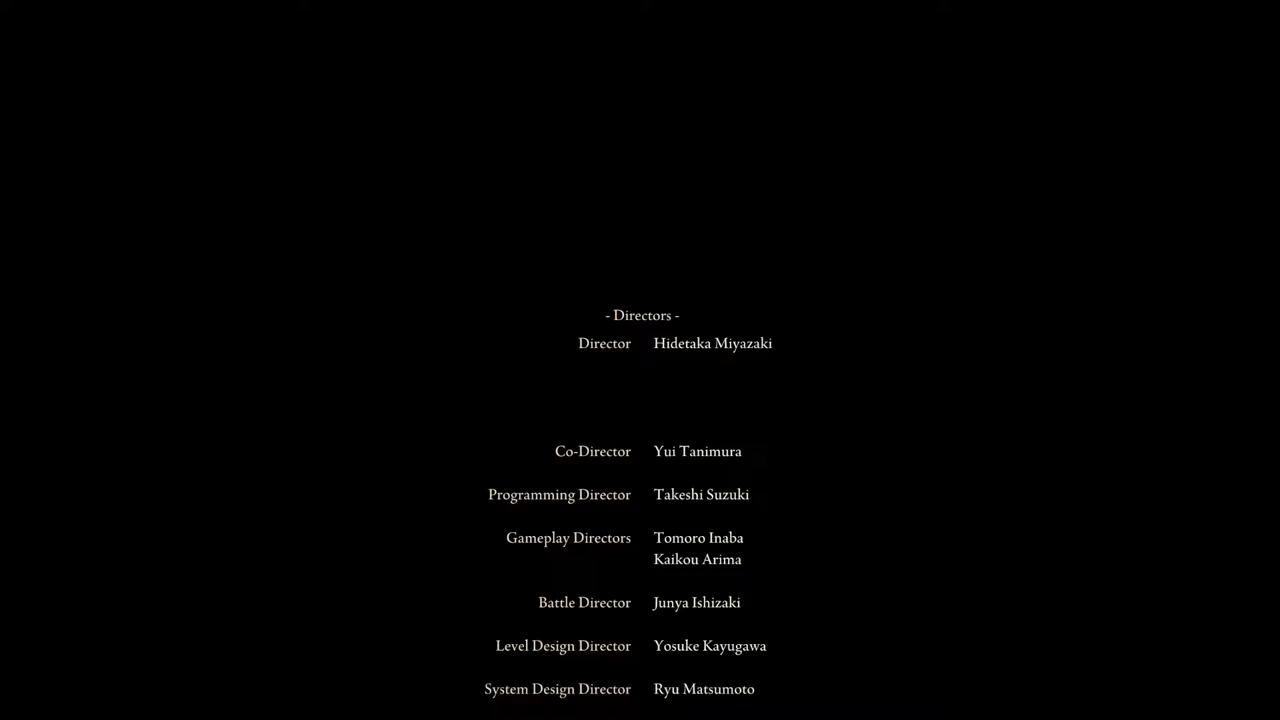 - Directors -
Director Hidetaka Miyazaki
Co-Director Yui Tanimura
Programming Director Takeshi Suzuki
Gameplay Directors Tomoro Inaba
Kaikou Arima
Battle Director Junya Ishizaki
Level Design Director Yosuke Kayugawa
System Design Director Ryu Matsumoto